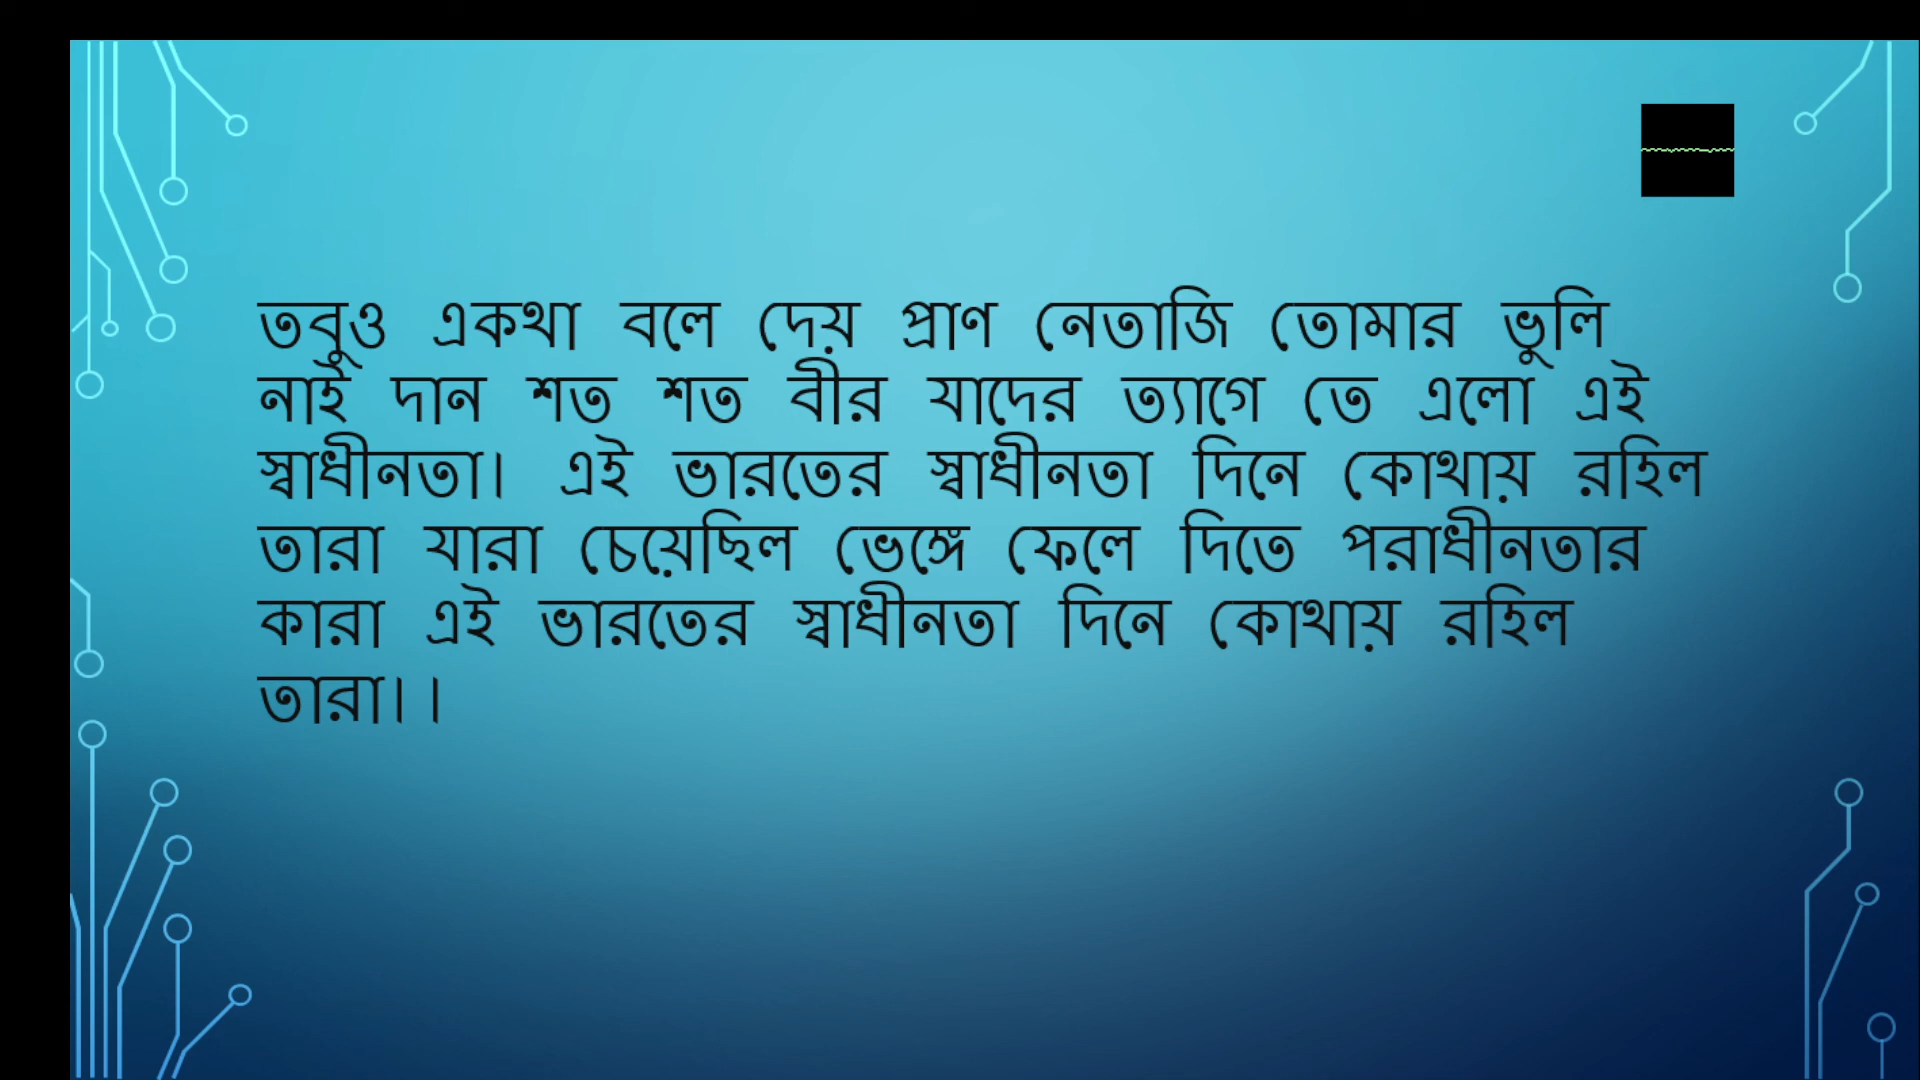 তবুও একথা বলে দেয় প্রাণ নেতাজি তোমার ভুলি
নাই দান শত শত বীর যাদের ত্যাগে তে এলো এই
স্বাধীনতা। এই ভারতের স্বাধীনতা দিনে কোথায় রহিল
তারা যারা চেয়েছিল ভেঙ্গে ফেলে দিতে পরাধীনতার
কারা এই ভারতের স্বাধীনতা দিনে কোথায় রহিল
তারা।।